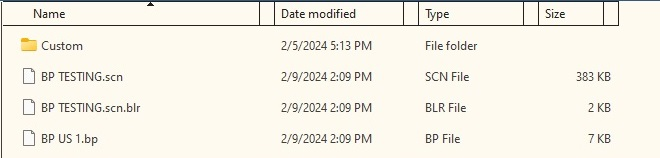 Name Date modified Type Size
Custom 2/5/2024 5:13 PM File folder
BP TESTING.scn 2/9/2024 2:09 PM SCN File 383 KB
BP TESTING.scn.blr 2/9/2024 2:09 PM BLR File 2 KB
BP US 1.bp 2/9/2024 2:09 PM BP File 7 KB